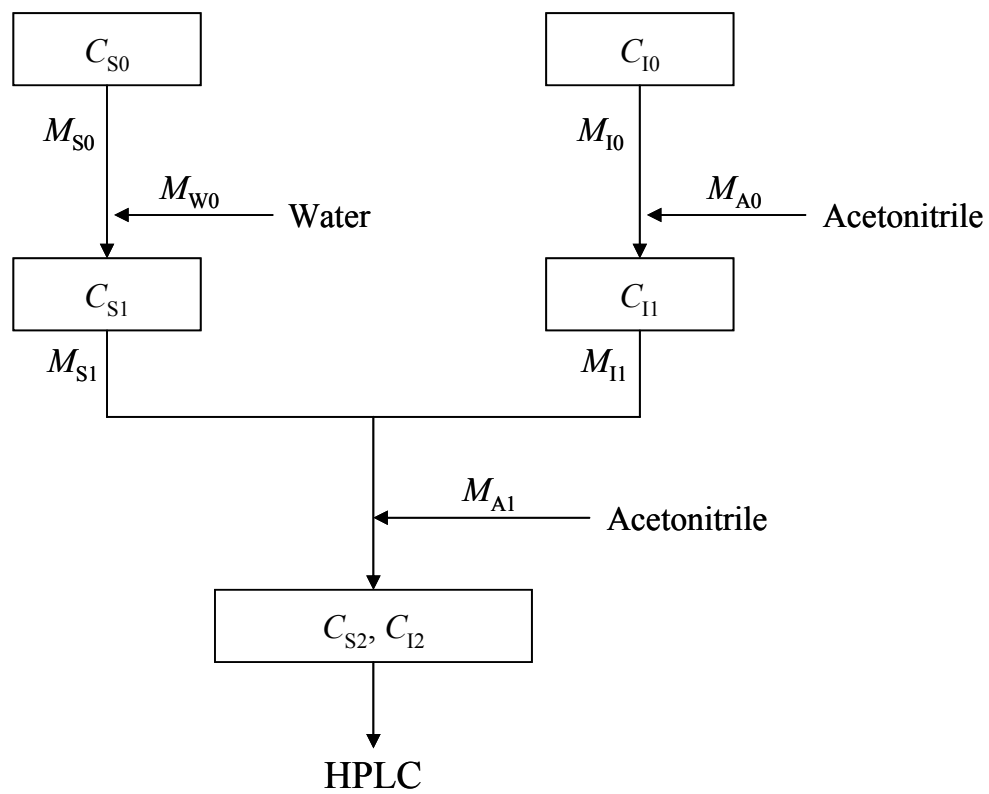 C_S0 C_I0
M_S0 M_I0
M_W0 M_A0
Water Acetonitrile
C_S1 C_I1
M_S1 M_I1
M_A1
Acetonitrile
C_S2, C_I2
HPLC